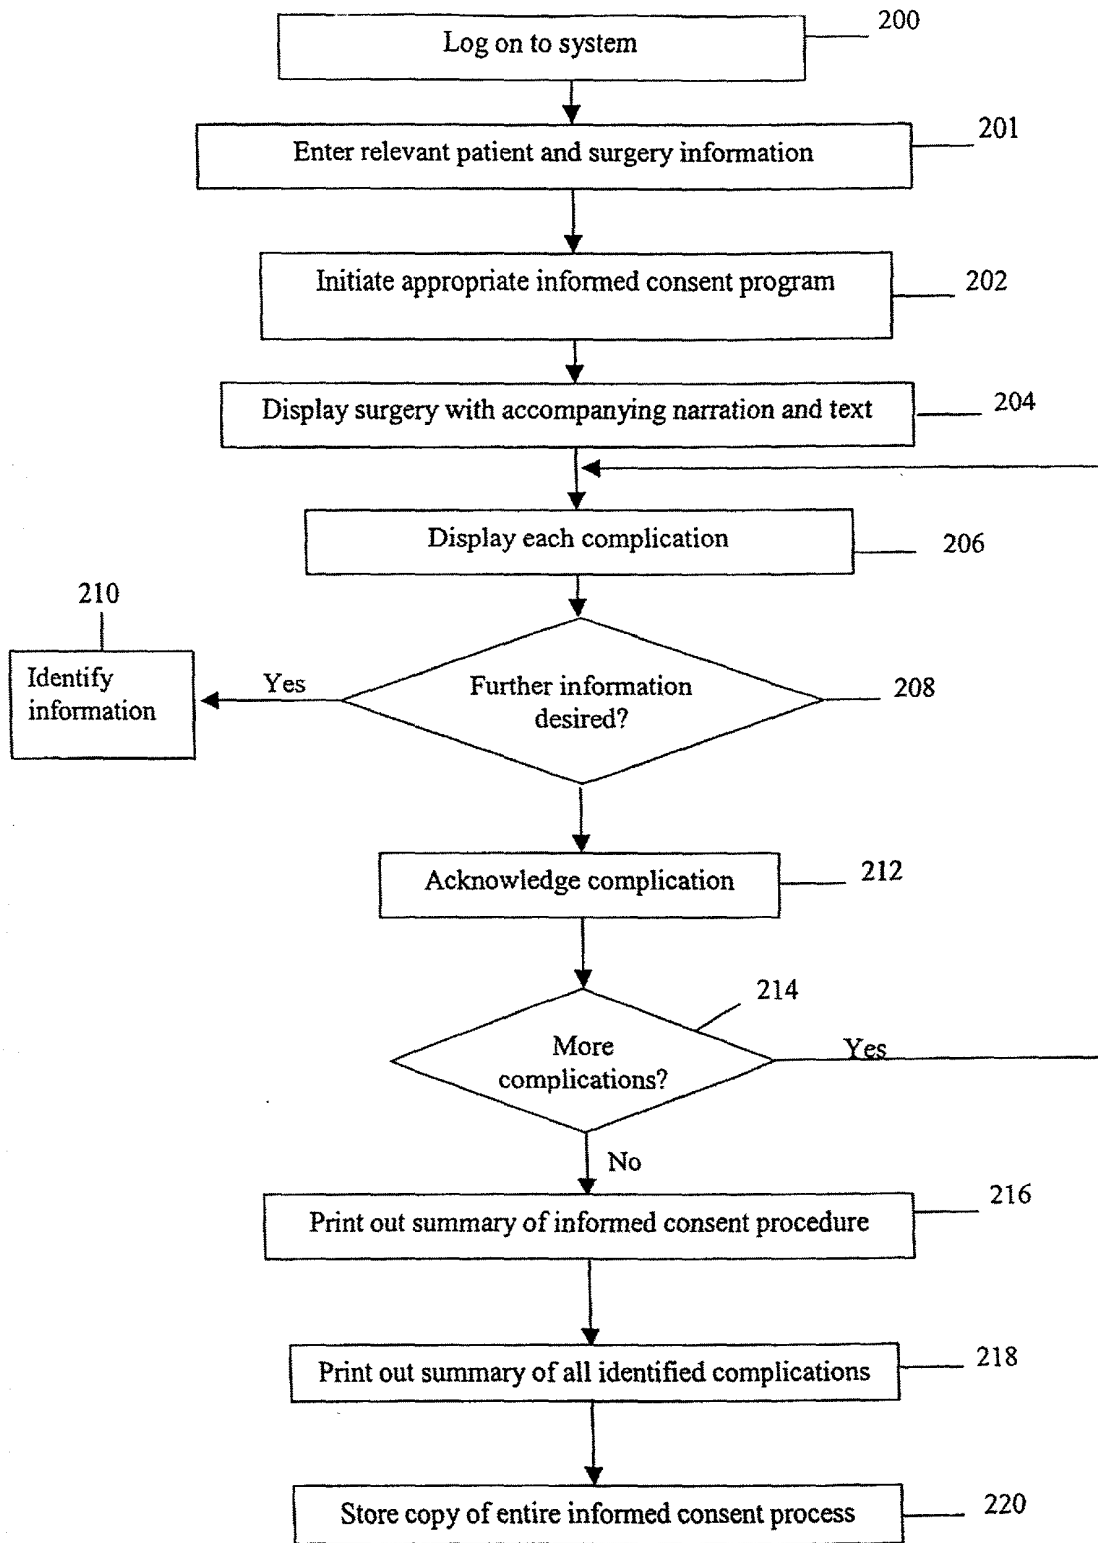 Log on to system
200
Enter relevant patient and surgery information
201
Initiate appropriate informed consent program
202
Display surgery with accompanying narration and text
204
Display each complication
206
210
Identify
information
Yes
Further information
desired?
208
Acknowledge complication
212
214
More
complications?
Yes
No
Print out summary of informed consent procedure
216
Print out summary of all identified complications
218
Store copy of entire informed consent process
220